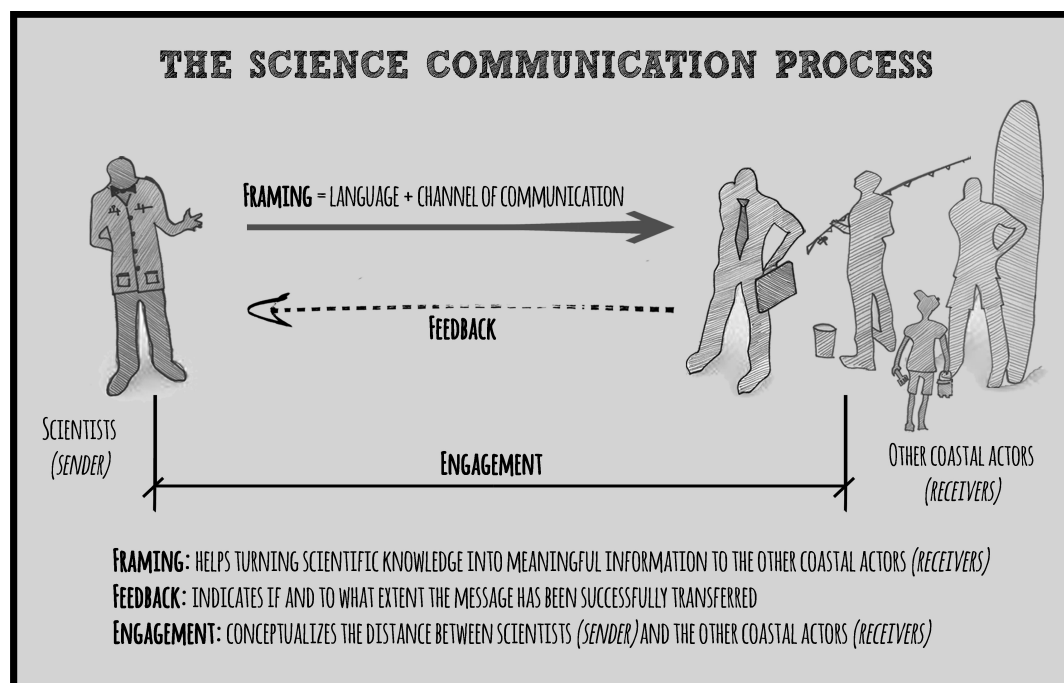 THE SCIENCE COMMUNICATION PROCESS
FRAMING = LANGUAGE + CHANNEL OF COMMUNICATION
FEEDBACK
SCIENTISTS
(SENDER)
ENGAGEMENT
OTHER COASTAL ACTORS
(RECEIVERS)
FRAMING: HELPS TURNING SCIENTIFIC KNOWLEDGE INTO MEANINGFUL INFORMATION TO THE OTHER COASTAL ACTORS (RECEIVERS)
FEEDBACK: INDICATES IF AND TO WHAT EXTENT THE MESSAGE HAS BEEN SUCCESSFULLY TRANSFERRED
ENGAGEMENT: CONCEPTUALIZES THE DISTANCE BETWEEN SCIENTISTS (SENDER) AND THE OTHER COASTAL ACTORS (RECEIVERS)